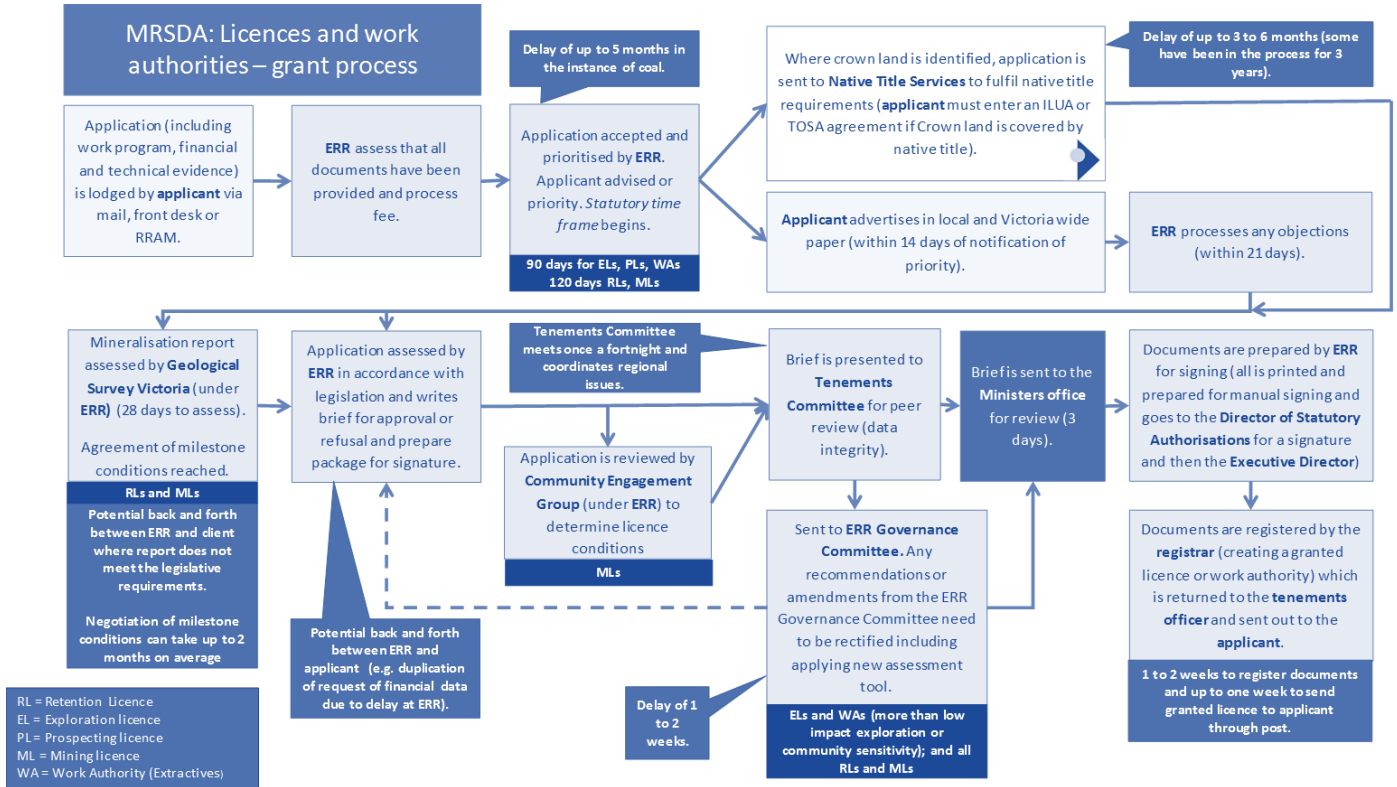 MRSDA: Licences and work
authorities – grant process
Application (including
work program, financial
and technical evidence)
is lodged by applicant via
mail, front desk or
RRAM.
ERR assess that all
documents have been
provided and process
fee.
Delay of up to 5 months in
the instance of coal.
Application accepted and
prioritised by ERR.
Applicant advised or
priority. Statutory time
frame begins.
90 days for ELs, PLs, WAs
120 days RLs, MLs
Where crown land is identified, application is
sent to Native Title Services to fulfil native title
requirements (applicant must enter an ILUA or
TOSA agreement if Crown land is covered by
native title).
Delay of up to 3 to 6 months (some
have been in the process for 3
years).
Applicant advertises in local and Victoria wide
paper (within 14 days of notification of
priority).
ERR processes any objections
(within 21 days).
Mineralisation report
assessed by Geological
Survey Victoria (under
ERR) (28 days to assess).
Agreement of milestone
conditions reached.
RLs and MLs
Potential back and forth
between ERR and client
where report does not
meet the legislative
requirements.
Negotiation of milestone
conditions can take up to 2
months on average
Application assessed by
ERR in accordance with
legislation and writes
brief for approval or
refusal and prepare
package for signature.
Potential back and forth
between ERR and
applicant (e.g. duplication
of request of financial data
due to delay at ERR).
Tenements Committee
meets once a fortnight and
coordinates regional
issues.
Application is reviewed by
Community Engagement
Group (under ERR) to
determine licence
conditions
MLs
Brief is presented to
Tenements
Committee for peer
review (data
integrity).
Brief is sent to the
Ministers office
for review (3
days).
Documents are prepared by ERR
for signing (all is printed and
prepared for manual signing and
goes to the Director of Statutory
Authorisations for a signature
and then the Executive Director)
Sent to ERR Governance
Committee. Any
recommendations or
amendments from the ERR
Governance Committee need
to be rectified including
applying new assessment
tool.
ELs and WAs (more than low
impact exploration or
community sensitivity); and all
RLs and MLs
Delay of 1
to 2
weeks.
Documents are registered by the
registrar (creating a granted
licence or work authority) which
is returned to the tenements
officer and sent out to the
applicant.
1 to 2 weeks to register documents
and up to one week to send
granted licence to applicant
through post.
RL = Retention Licence
EL = Exploration licence
PL = Prospecting licence
ML = Mining licence
WA = Work Authority (Extractives)